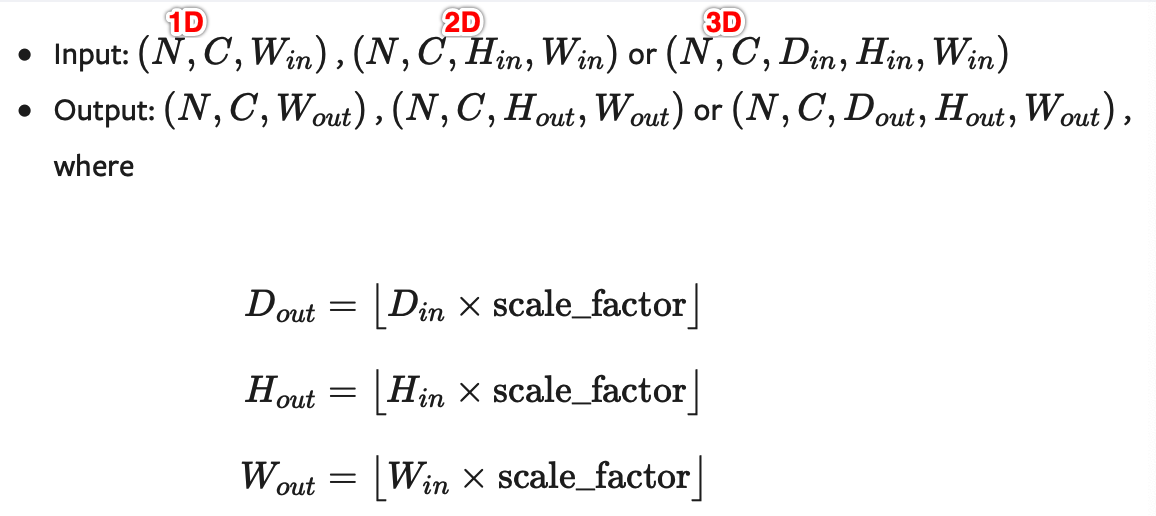 1D 2D 3D
• Input: (N, C, W_in), (N, C, H_in, W_in) or (N, C, D_in, H_in, W_in)
• Output: (N, C, W_out), (N, C, H_out, W_out) or (N, C, D_out, H_out, W_out),
where
D_out = ⌊D_in × scale_factor⌋
H_out = ⌊H_in × scale_factor⌋
W_out = ⌊W_in × scale_factor⌋